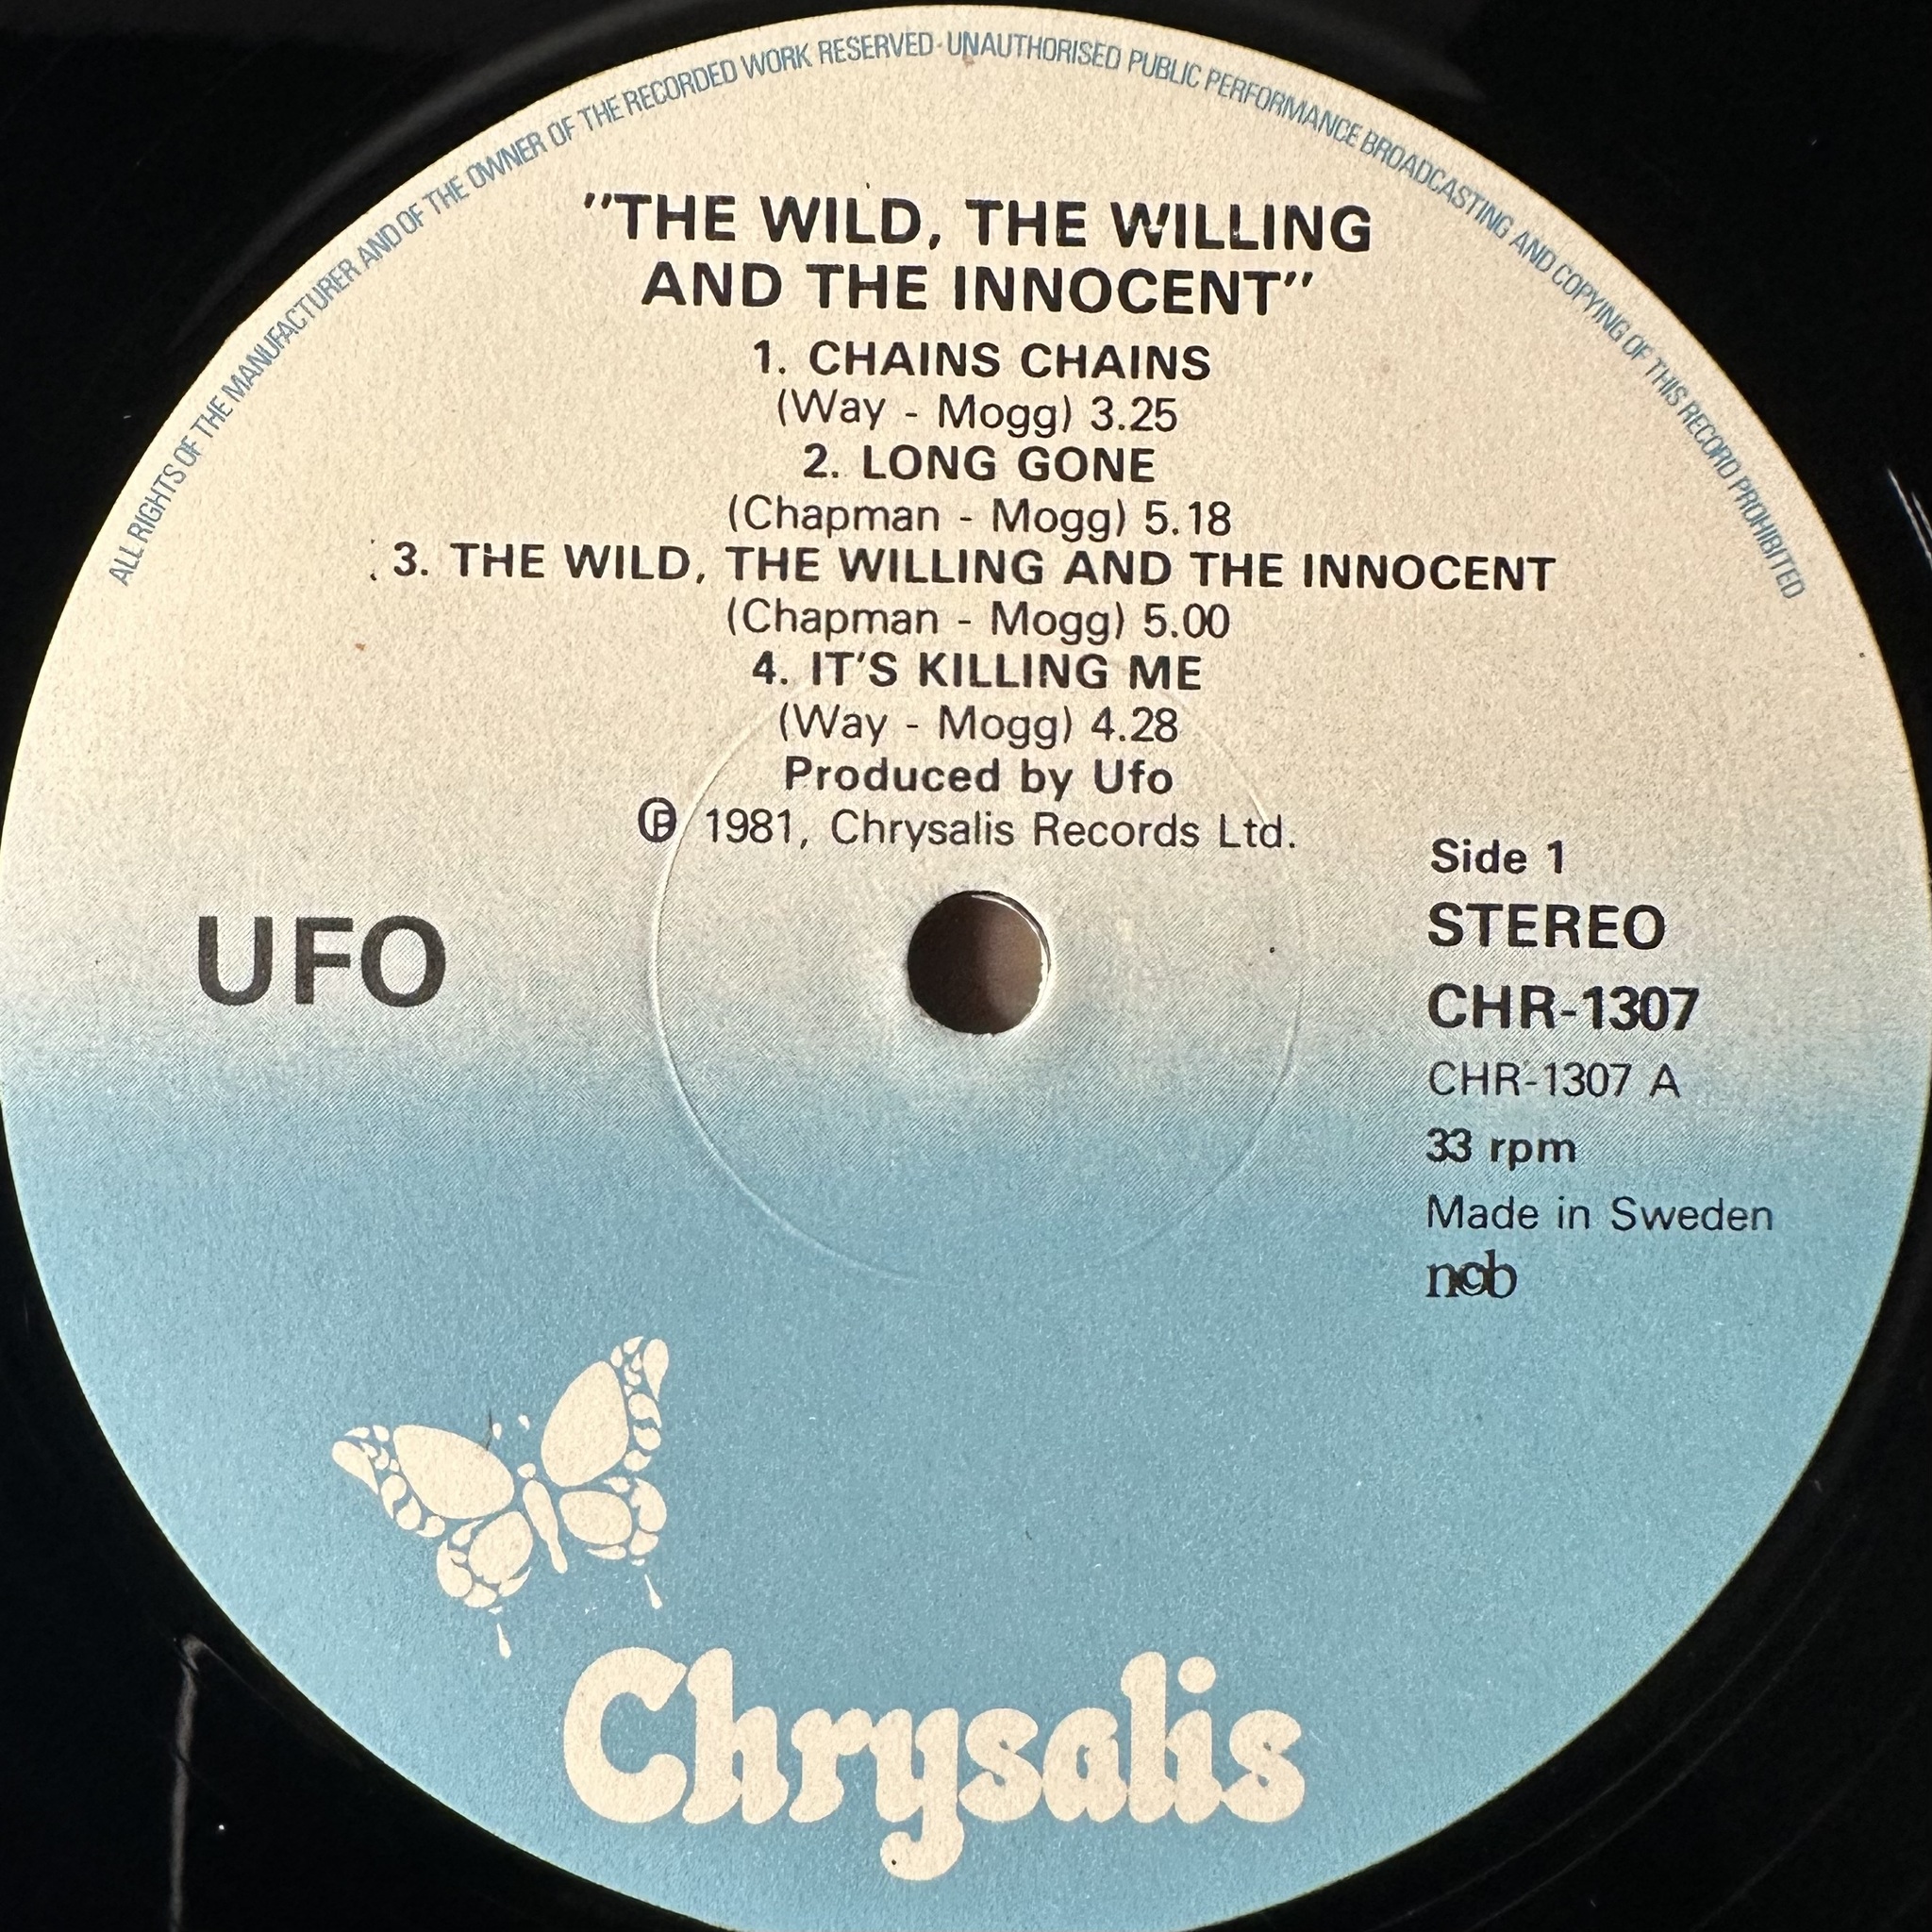 ALL RIGHTS OF THE MANUFACTURER AND OF THE OWNER OF THE RECORDED WORK RESERVED · UNAUTHORISED PUBLIC PERFORMANCE BROADCASTING AND COPYING OF THIS RECORD PROHIBITED
"THE WILD, THE WILLING
AND THE INNOCENT"
1. CHAINS CHAINS
(Way - Mogg) 3.25
2. LONG GONE
(Chapman - Mogg) 5.18
3. THE WILD, THE WILLING AND THE INNOCENT
(Chapman - Mogg) 5.00
4. IT'S KILLING ME
(Way - Mogg) 4.28
Produced by Ufo
℗ 1981, Chrysalis Records Ltd.
UFO
Side 1
STEREO
CHR-1307
CHR-1307 A
33 rpm
Made in Sweden
ncb
Chrysalis